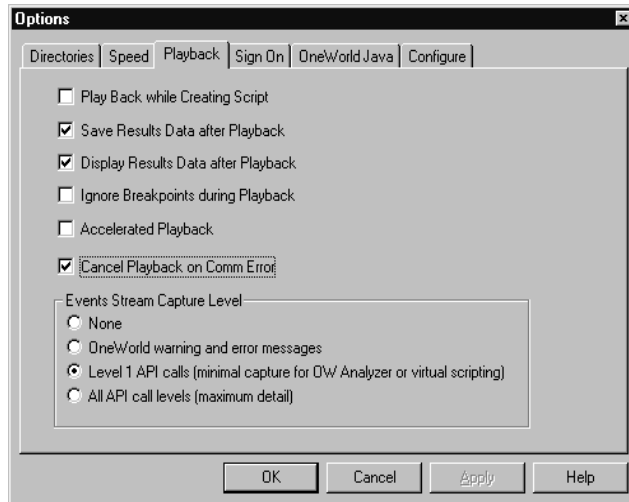 Options
Directories Speed Playback Sign On OneWorld Java Configure
Play Back while Creating Script
Save Results Data after Playback
Display Results Data after Playback
Ignore Breakpoints during Playback
Accelerated Playback
Cancel Playback on Comm Error
Events Stream Capture Level
None
OneWorld warning and error messages
Level 1 API calls (minimal capture for OW Analyzer or virtual scripting)
All API call levels (maximum detail)
OK Cancel Apply Help